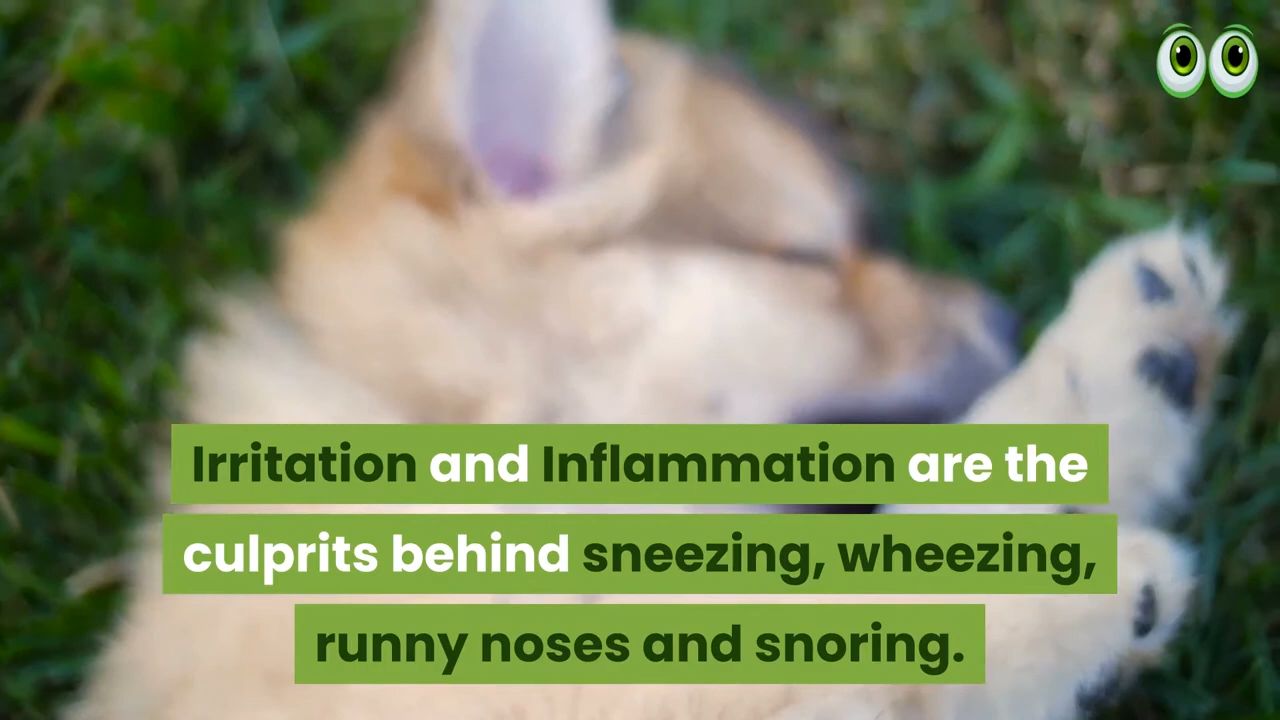 Irritation and Inflammation are the
culprits behind sneezing, wheezing,
runny noses and snoring.